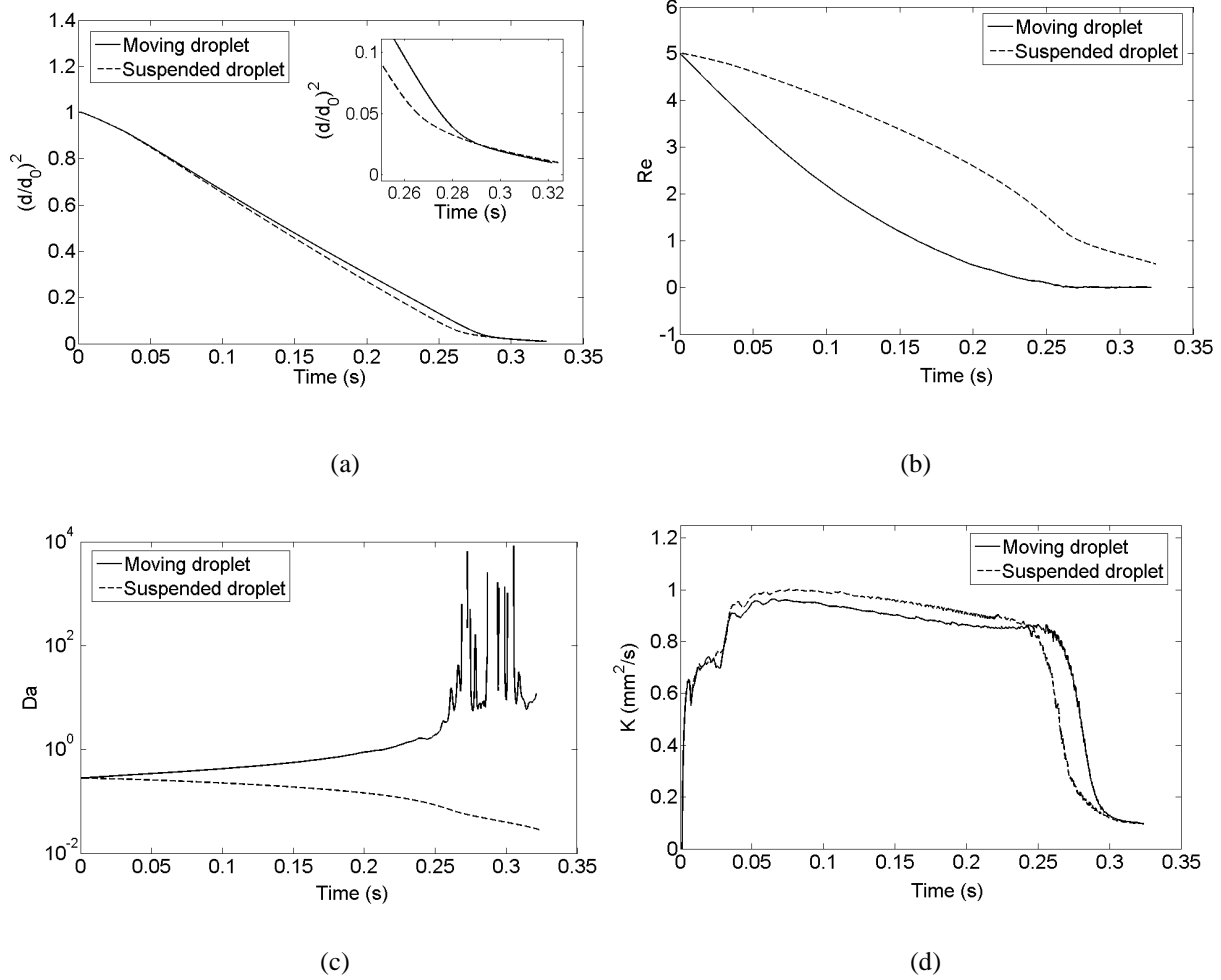 1.4
1.2
1
0.8
0.6
0.4
0.2
0
(d/d0)2
Moving droplet
Suspended droplet
0.1
0.05
0
(d/d0)2
0.26 0.28 0.3 0.32
Time (s)
0 0.05 0.1 0.15 0.2 0.25 0.3 0.35
Time (s)
(a)
6
5
4
3
2
1
0
-1
Re
Moving droplet
Suspended droplet
0 0.05 0.1 0.15 0.2 0.25 0.3 0.35
Time (s)
(b)
10^4
10^2
10^0
10^-2
Da
Moving droplet
Suspended droplet
0 0.05 0.1 0.15 0.2 0.25 0.3 0.35
Time (s)
(c)
1.2
1
0.8
0.6
0.4
0.2
0
K (mm2/s)
Moving droplet
Suspended droplet
0 0.05 0.1 0.15 0.2 0.25 0.3 0.35
Time (s)
(d)